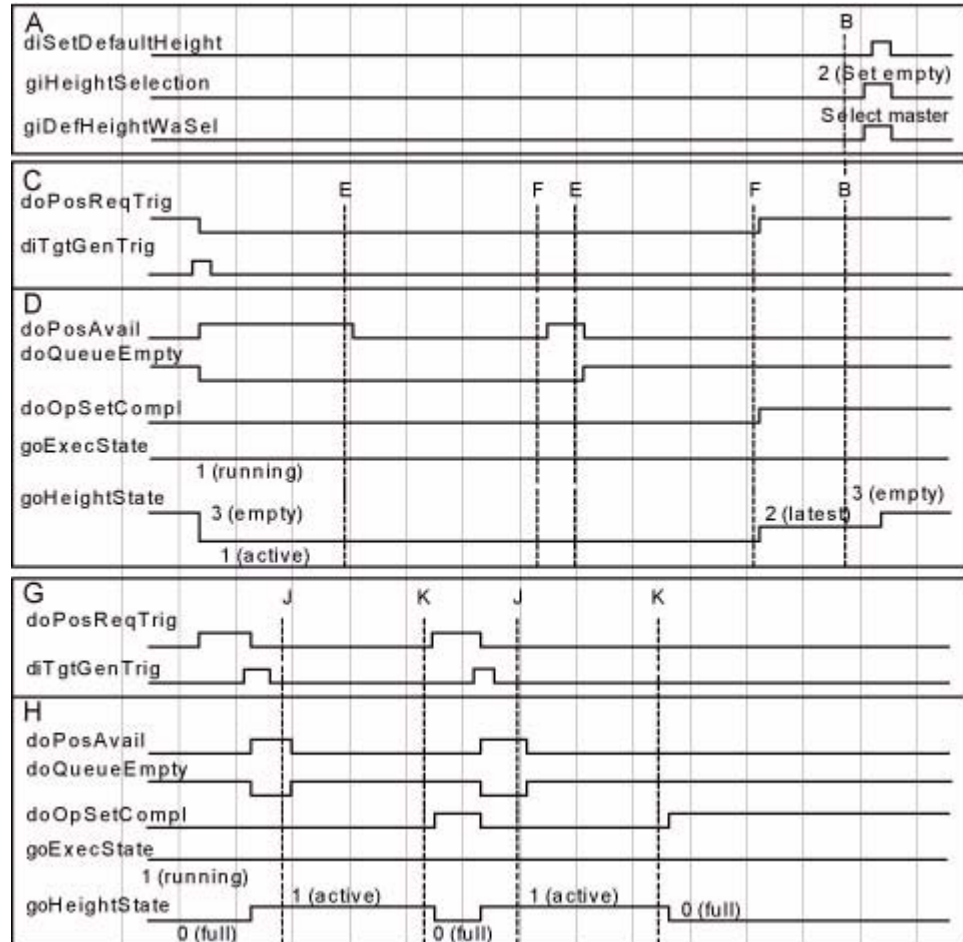 A
B
diSetDefaultHeight
2 (Set empty)
giHeightSelection
Select master
giDefHeightWaSel
C
E F E F B
doPosReqTrig
diTgtGenTrig
D
doPosAvail
doQueueEmpty
doOpSetCompl
goExecState
1 (running)
goHeightState
3 (empty) 2 (latest) 3 (empty)
1 (active)
G
J K J K
doPosReqTrig
diTgtGenTrig
H
doPosAvail
doQueueEmpty
doOpSetCompl
goExecState
1 (running)
1 (active) 1 (active)
goHeightState
0 (full) 0 (full) 0 (full)